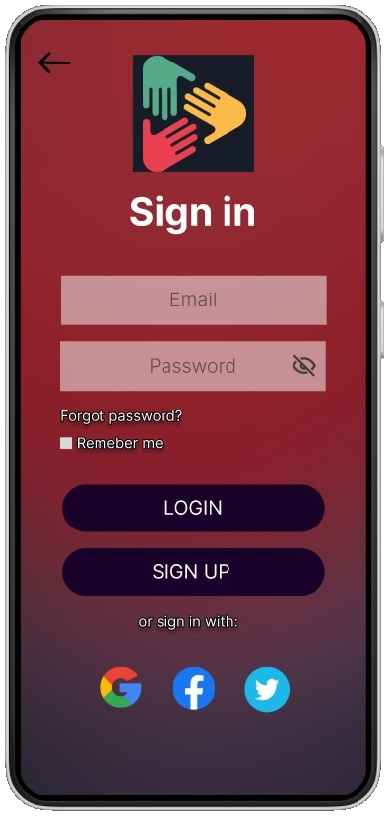 Sign in
Email
Password
Forgot password?
Remeber me
LOGIN
SIGN UP
or sign in with: